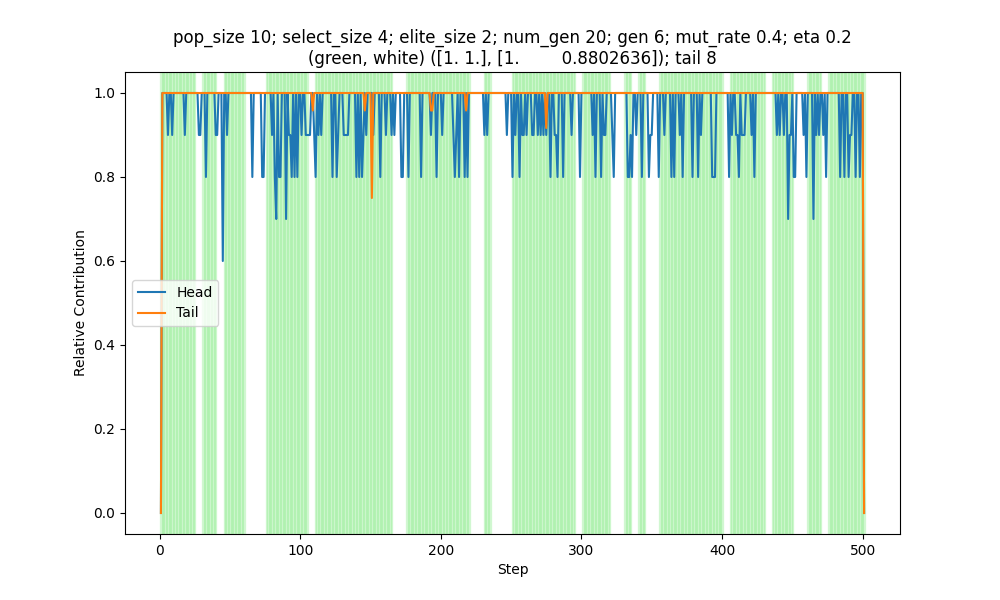 pop_size 10; select_size 4; elite_size 2; num_gen 20; gen 6; mut_rate 0.4; eta 0.2
(green, white) ([1. 1.], [1.        0.8802636]); tail 8
1.0
0.8
0.6
0.4
0.2
0.0
Relative Contribution
Head
Tail
0
100
200
300
400
500
Step